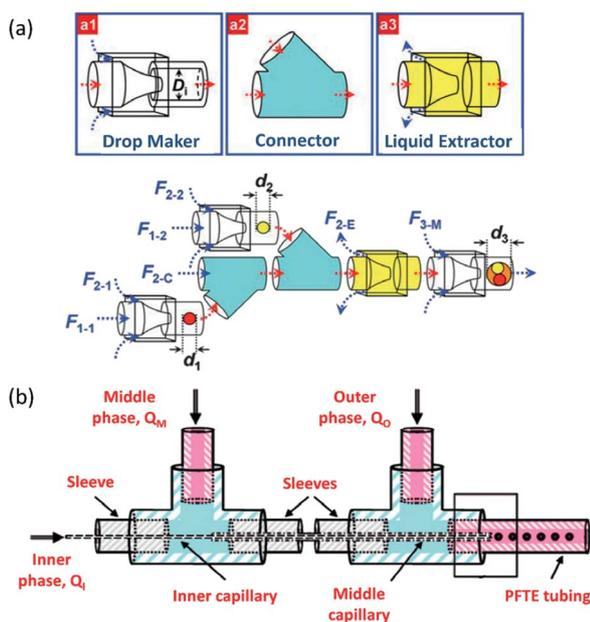 (a)
a1
a2
a3
Di
Drop Maker
Connector
Liquid Extractor
F2-2
d2
F1-2
F2-E
F3-M
d3
F2-1
F2-C
F1-1
d1
(b)
Middle
phase, QM
Outer
phase, QO
Sleeve
Sleeves
Inner
phase, QI
Inner capillary
Middle
capillary
PFTE tubing